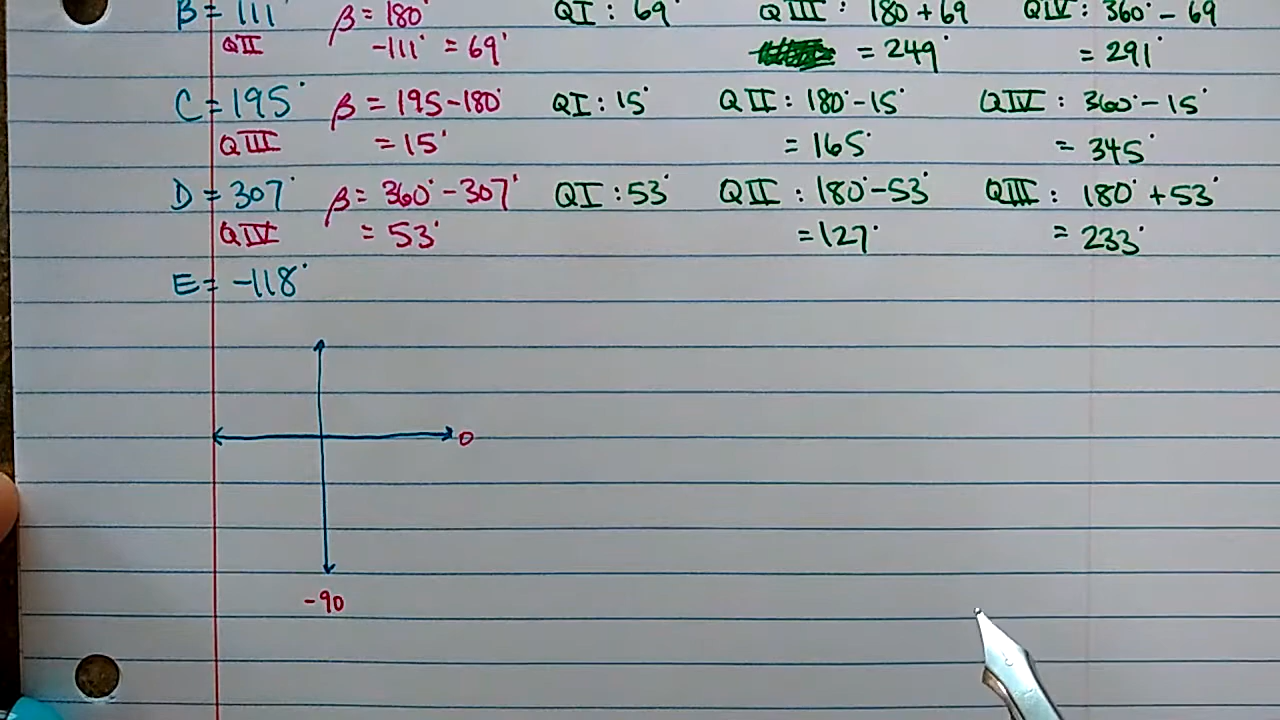 B = 111° β = 180° QI : 69° QIII : 180 + 69 QIV : 360° - 69
QII -111° = 69° = 249° = 291°
C = 195° β = 195 - 180° QI : 15° QII : 180° - 15° QIV : 360° - 15°
QIII = 15° = 165° = 345°
D = 307° β = 360° - 307° QI : 53° QII : 180° - 53° QIII : 180° + 53°
QIV = 53° = 127° = 233°
E = -118°
0
-90